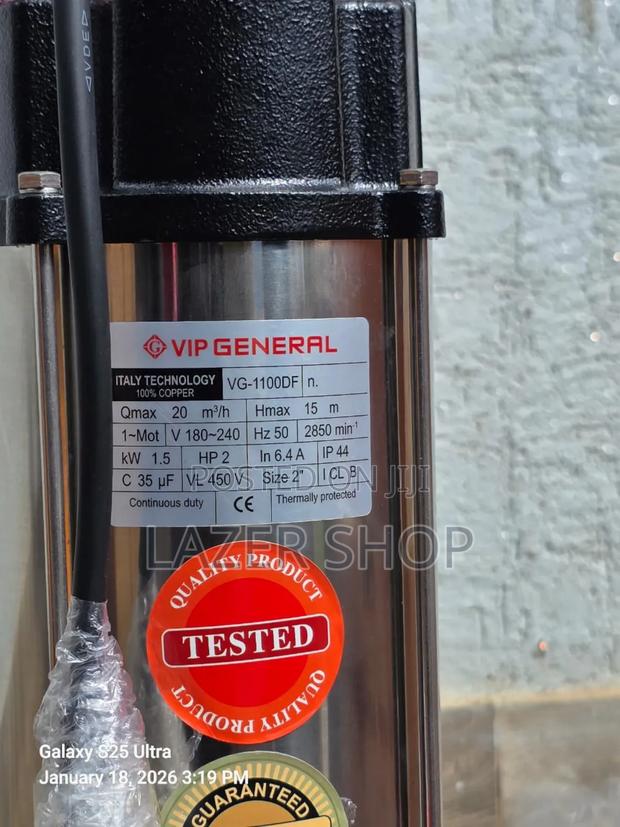 ◁VDE▷
VIP GENERAL
ITALY TECHNOLOGY
100% COPPER
VG-1100DF n.
Qmax 20 m³/h Hmax 15 m
1~Mot V 180~240 Hz 50 2850 min⁻¹
kW 1.5 HP 2 In 6.4 A IP 44
C 35 µF VL 450 V Size 2" I CL B
Continuous duty CE Thermally protected
POSTED ON JIJI
LAZER SHOP
QUALITY PRODUCT
TESTED
QUALITY PRODUCT
Galaxy S25 Ultra
January 18, 2026 3:19 PM
GUARANTEED